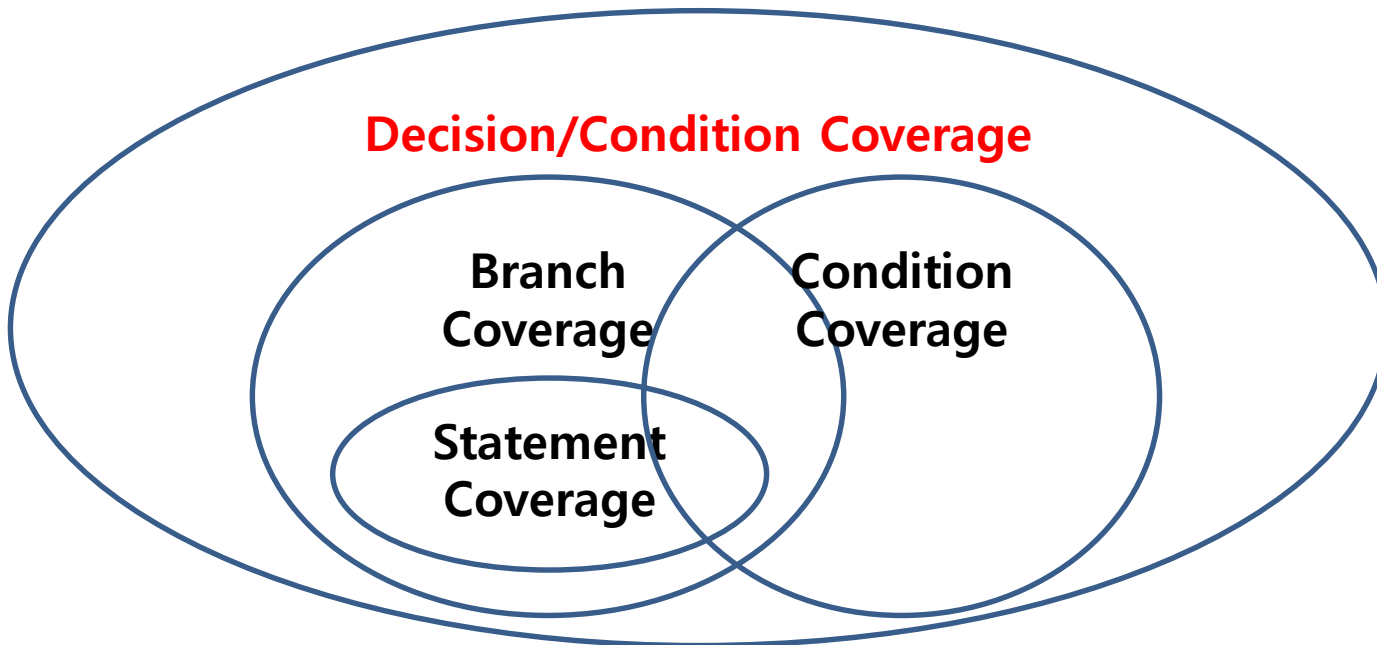 Decision/Condition Coverage
Branch
Coverage
Condition
Coverage
Statement
Coverage